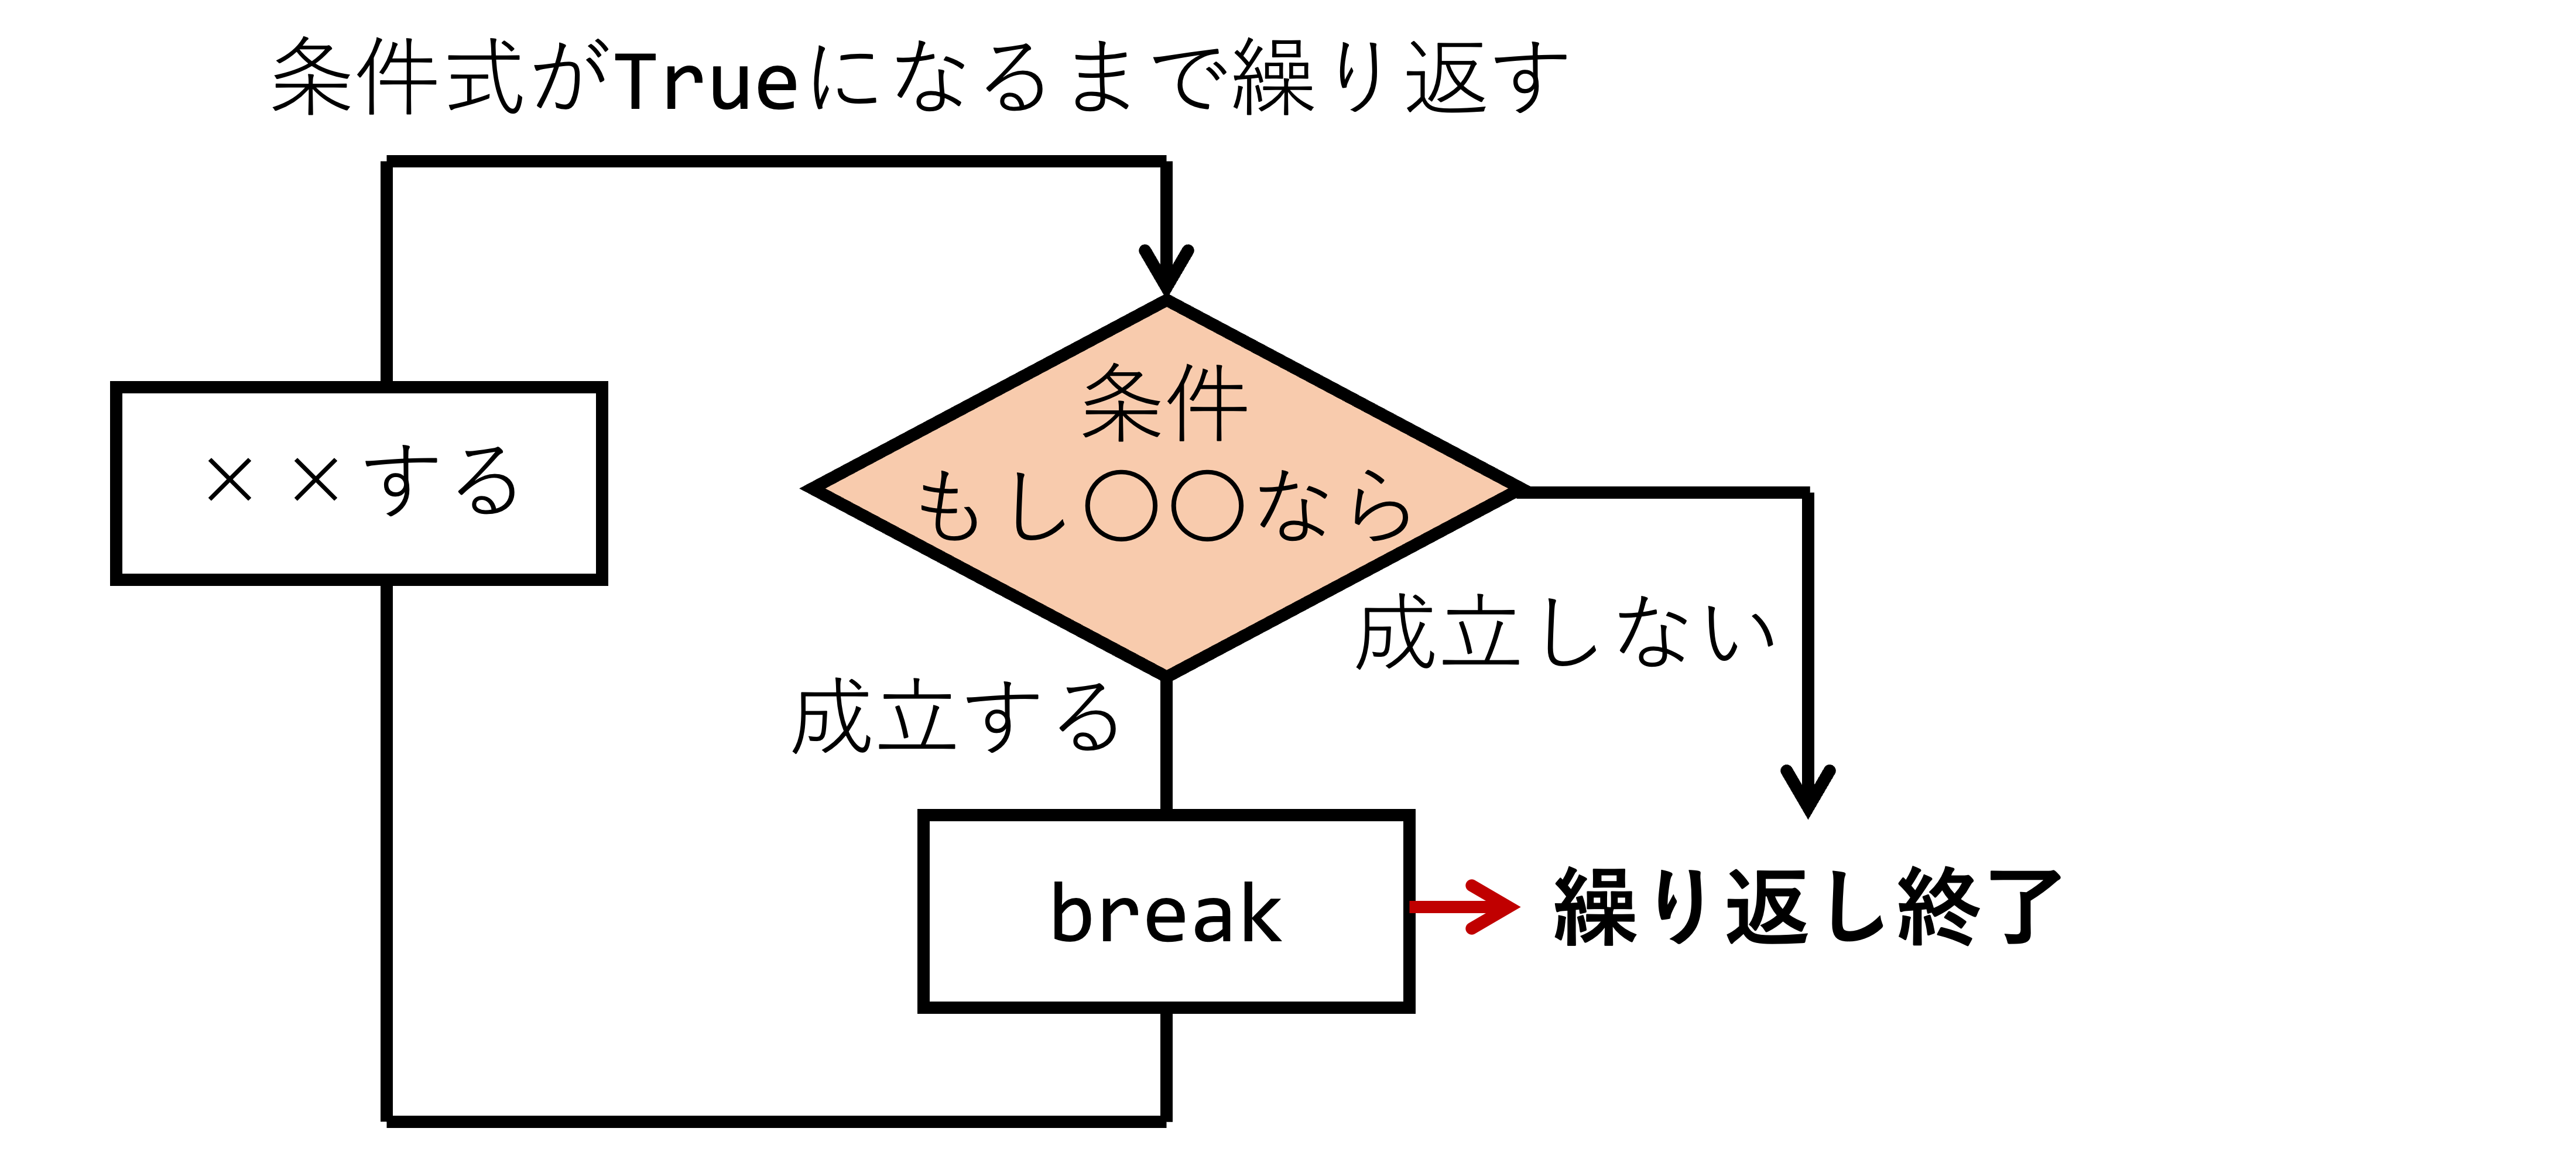 条件式がTrueになるまで繰り返す
条件
もし〇〇なら
××する
成立しない
成立する
break
繰り返し終了